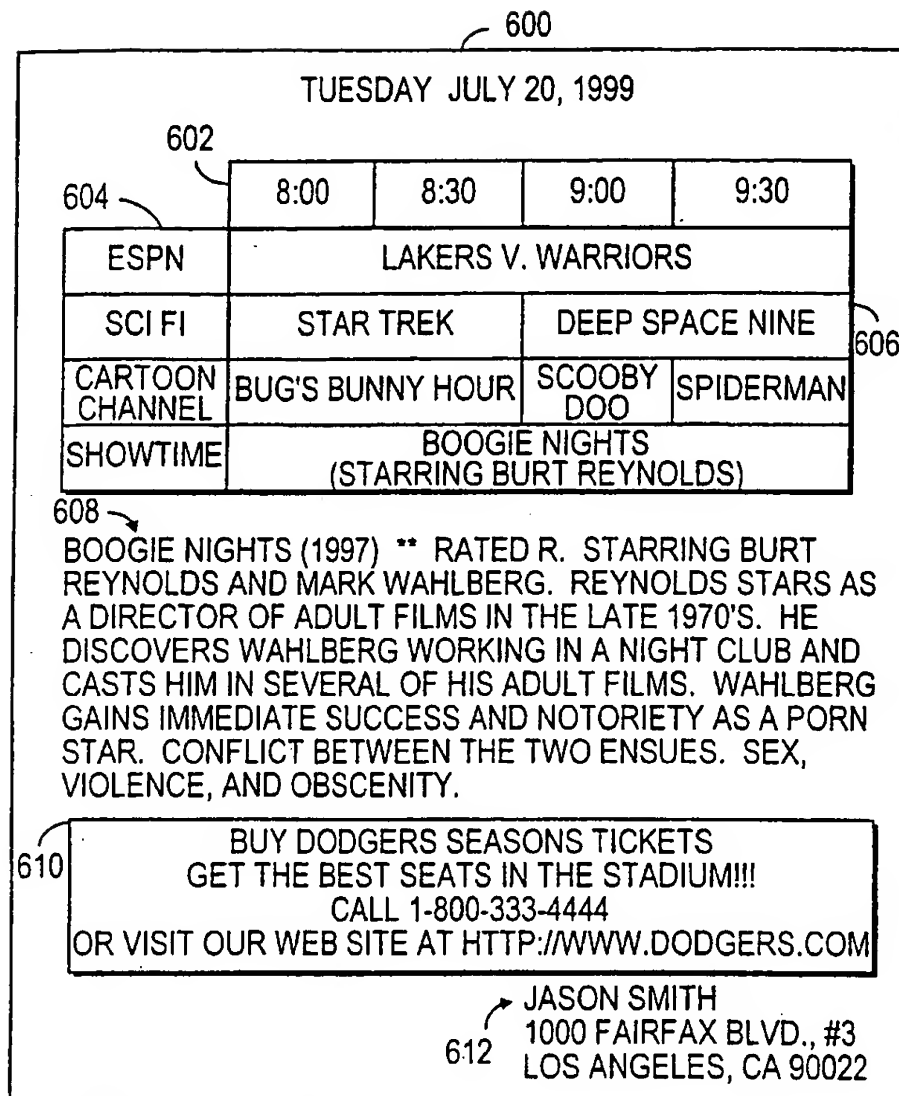 600
TUESDAY JULY 20, 1999
602
8:00 8:30 9:00 9:30
604
ESPN LAKERS V. WARRIORS
SCI FI STAR TREK DEEP SPACE NINE
606
CARTOON CHANNEL BUG'S BUNNY HOUR SCOOBY DOO SPIDERMAN
SHOWTIME BOOGIE NIGHTS
(STARRING BURT REYNOLDS)
608
BOOGIE NIGHTS (1997) ** RATED R. STARRING BURT
REYNOLDS AND MARK WAHLBERG. REYNOLDS STARS AS
A DIRECTOR OF ADULT FILMS IN THE LATE 1970'S. HE
DISCOVERS WAHLBERG WORKING IN A NIGHT CLUB AND
CASTS HIM IN SEVERAL OF HIS ADULT FILMS. WAHLBERG
GAINS IMMEDIATE SUCCESS AND NOTORIETY AS A PORN
STAR. CONFLICT BETWEEN THE TWO ENSUES. SEX,
VIOLENCE, AND OBSCENITY.
610
BUY DODGERS SEASONS TICKETS
GET THE BEST SEATS IN THE STADIUM!!!
CALL 1-800-333-4444
OR VISIT OUR WEB SITE AT HTTP://WWW.DODGERS.COM
612
JASON SMITH
1000 FAIRFAX BLVD., #3
LOS ANGELES, CA 90022